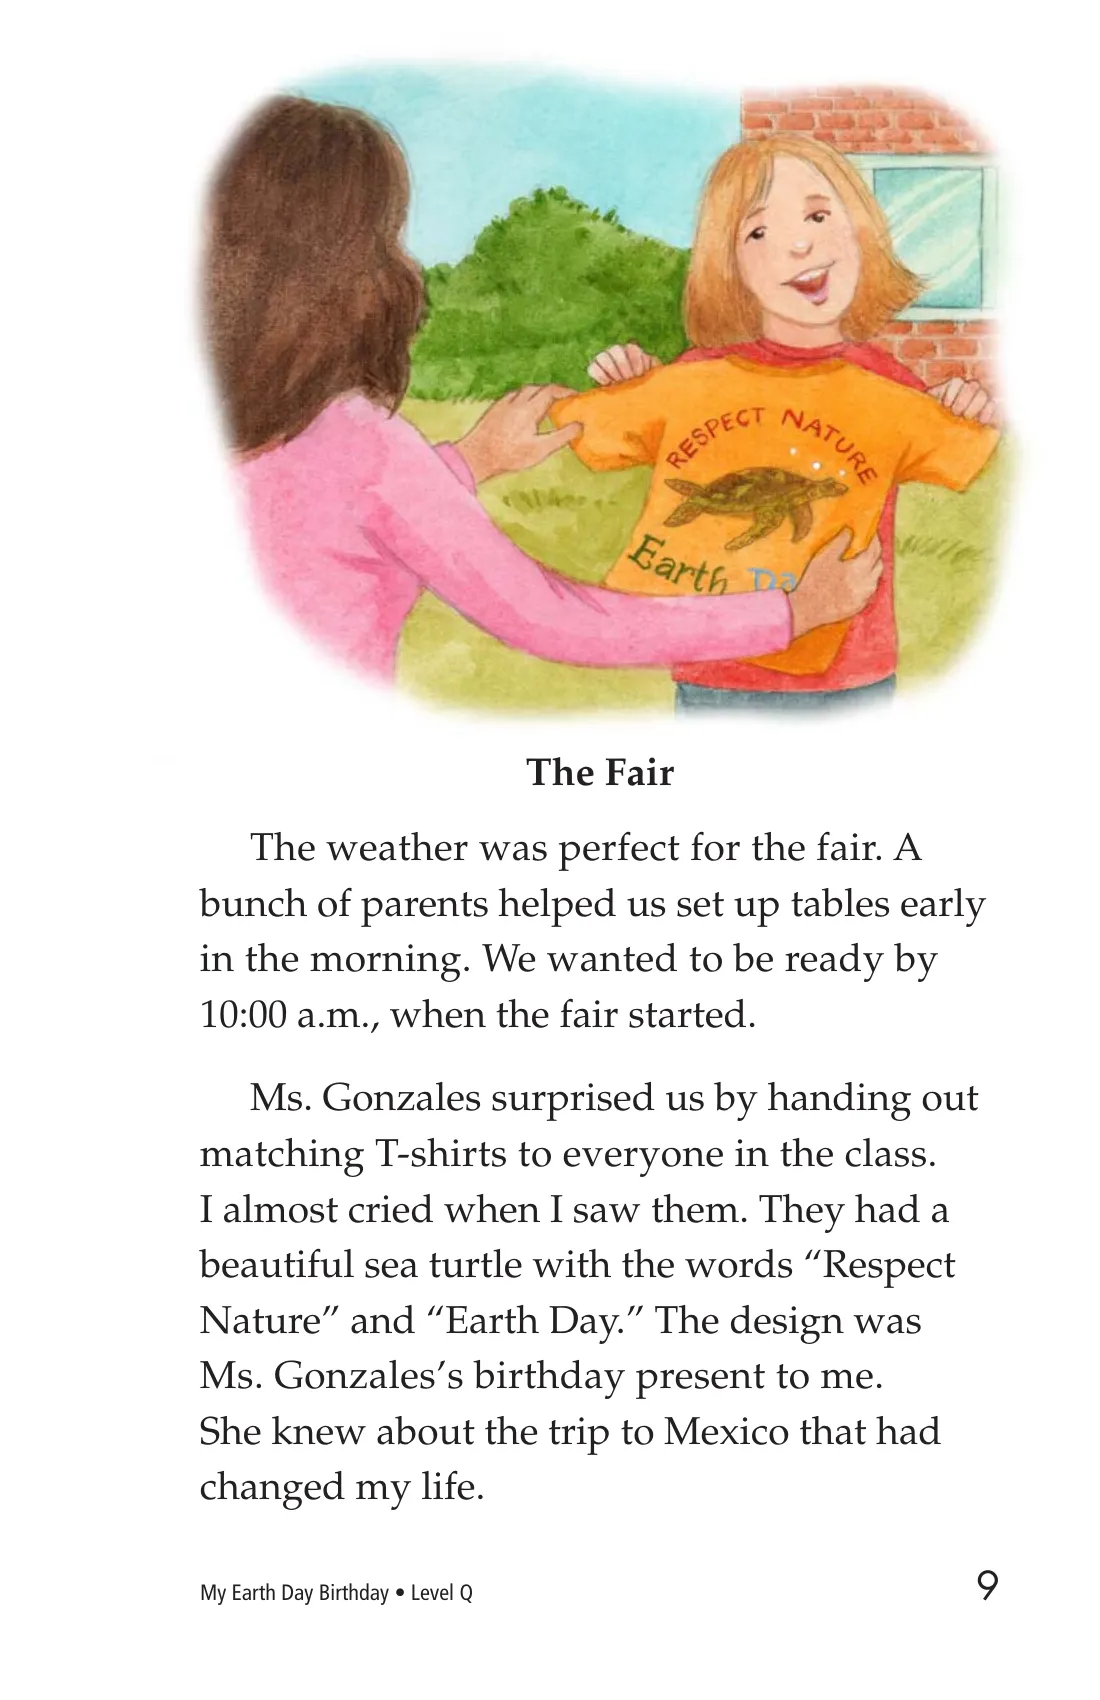 RESPECT NATURE
Earth Da
The Fair
The weather was perfect for the fair. A
bunch of parents helped us set up tables early
in the morning. We wanted to be ready by
10:00 a.m., when the fair started.
Ms. Gonzales surprised us by handing out
matching T-shirts to everyone in the class.
I almost cried when I saw them. They had a
beautiful sea turtle with the words “Respect
Nature” and “Earth Day.” The design was
Ms. Gonzales’s birthday present to me.
She knew about the trip to Mexico that had
changed my life.
My Earth Day Birthday • Level Q
9